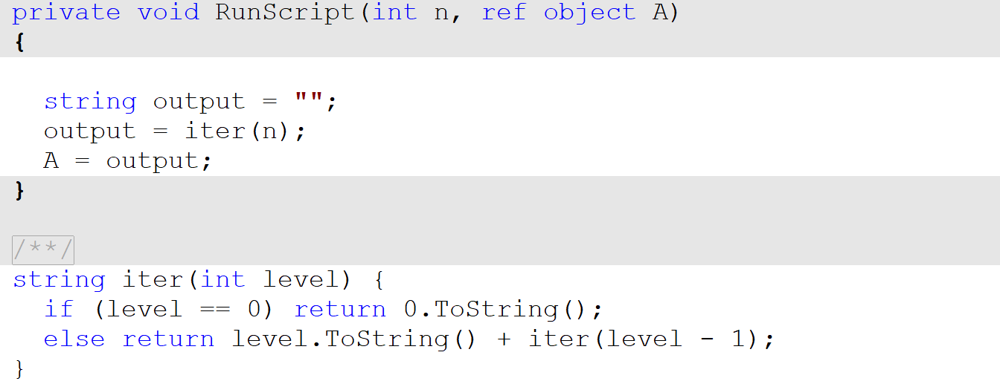 private void RunScript(int n, ref object A)
{
string output = "";
output = iter(n);
A = output;
}
/**/
string iter(int level) {
if (level == 0) return 0.ToString();
else return level.ToString() + iter(level - 1);
}